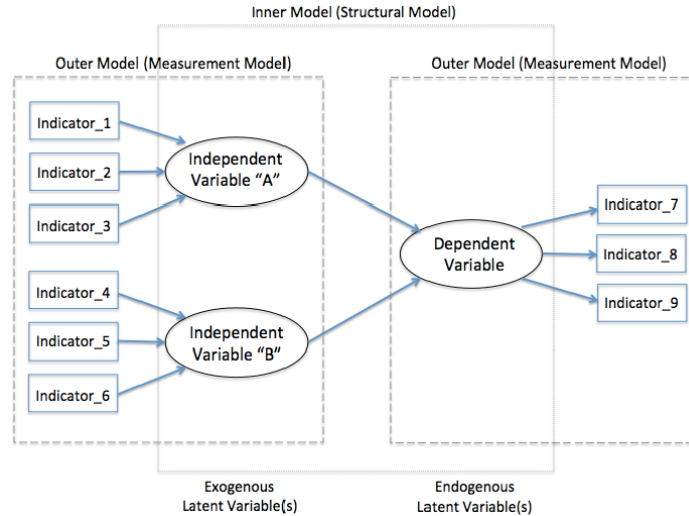 Inner Model (Structural Model)
Outer Model (Measurement Model)
Outer Model (Measurement Model)
Indicator_1
Indicator_2
Indicator_3
Independent
Variable “A”
Indicator_4
Indicator_5
Indicator_6
Independent
Variable “B”
Dependent
Variable
Indicator_7
Indicator_8
Indicator_9
Exogenous
Latent Variable(s)
Endogenous
Latent Variable(s)